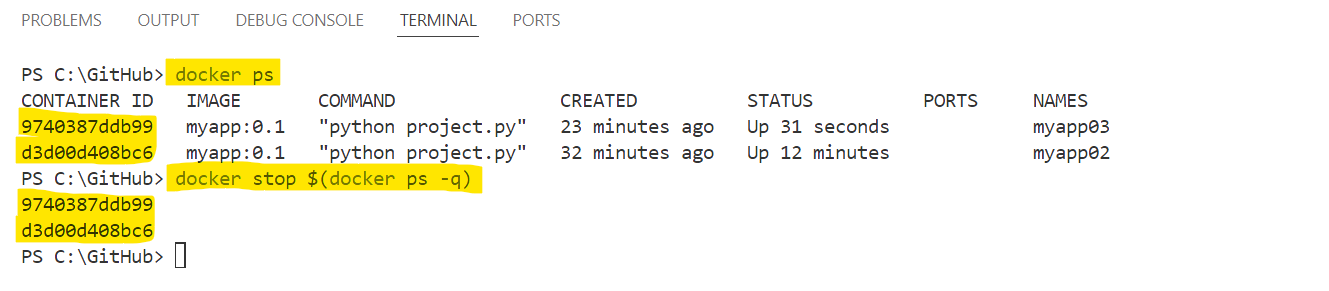 PROBLEMS OUTPUT DEBUG CONSOLE TERMINAL PORTS
PS C:\GitHub> docker ps
CONTAINER ID IMAGE COMMAND CREATED STATUS PORTS NAMES
9740387ddb99 myapp:0.1 "python project.py" 23 minutes ago Up 31 seconds myapp03
d3d00d408bc6 myapp:0.1 "python project.py" 32 minutes ago Up 12 minutes myapp02
PS C:\GitHub> docker stop $(docker ps -q)
9740387ddb99
d3d00d408bc6
PS C:\GitHub>